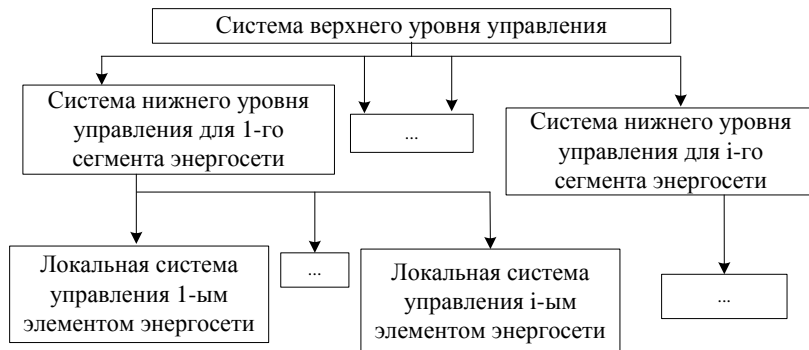 Система верхнего уровня управления
Система нижнего уровня
управления для 1-го
сегмента энергосети
...
Система нижнего уровня
управления для i-го
сегмента энергосети
Локальная система
управления 1-ым
элементом энергосети
...
Локальная система
управления i-ым
элементом энергосети
...